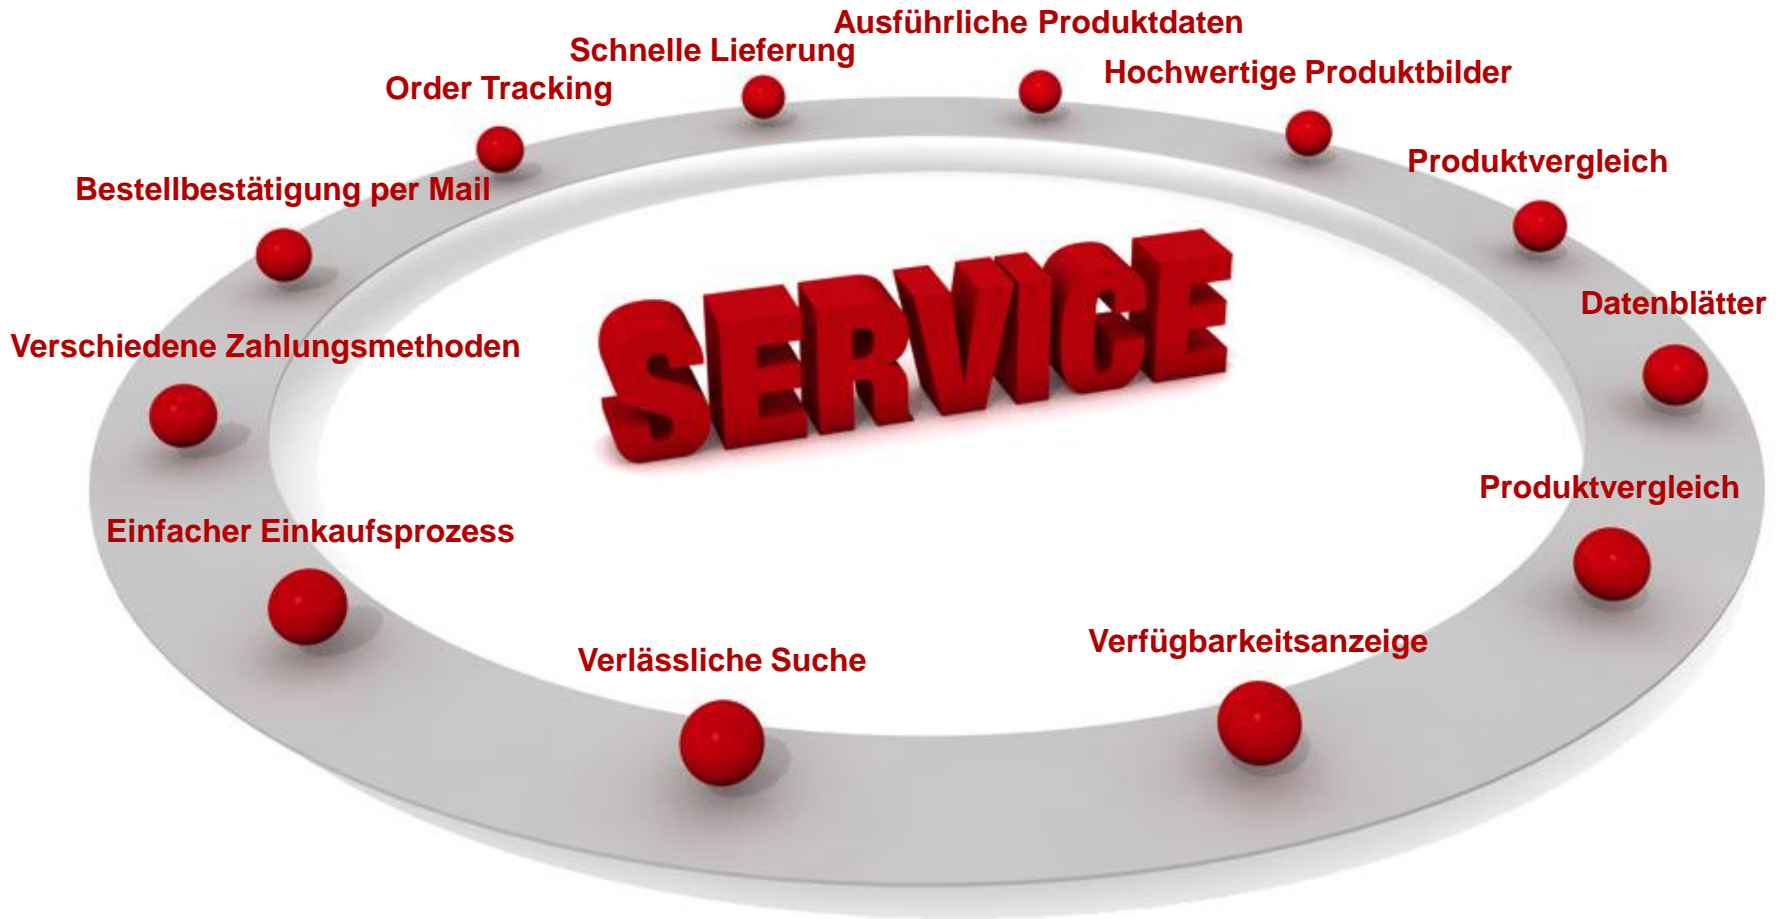 Ausführliche Produktdaten
Schnelle Lieferung
Hochwertige Produktbilder
Order Tracking
Produktvergleich
Bestellbestätigung per Mail
Datenblätter
Verschiedene Zahlungsmethoden
SERVICE
Produktvergleich
Einfacher Einkaufsprozess
Verfügbarkeitsanzeige
Verlässliche Suche